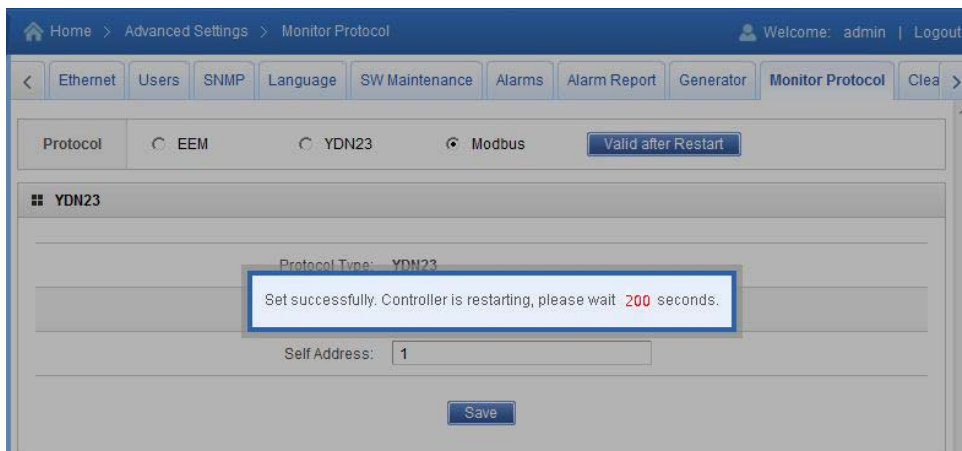 Home > Advanced Settings > Monitor Protocol Welcome: admin | Logout
< Ethernet Users SNMP Language SW Maintenance Alarms Alarm Report Generator Monitor Protocol Clea >
Protocol EEM YDN23 Modbus Valid after Restart
YDN23
Protocol Type: YDN23
Set successfully. Controller is restarting, please wait 200 seconds.
Self Address: 1
Save